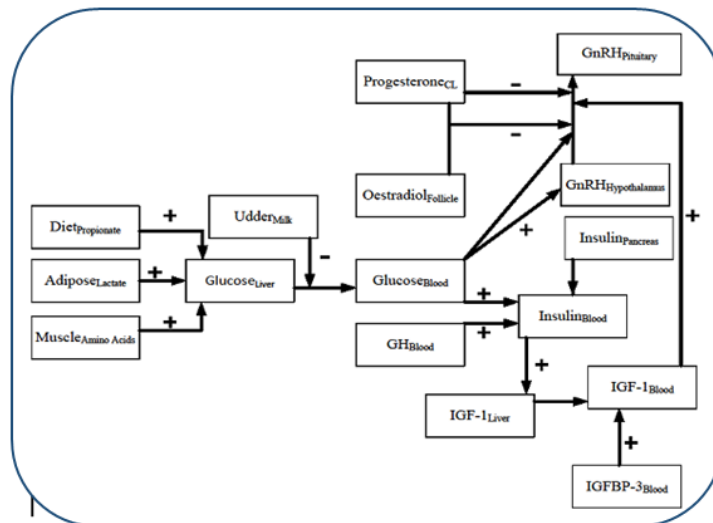 GnRHPituitary
ProgesteroneCL
-
-
OestradiolFollicle
GnRHHypothalamus
+
+
DietPropionate
+
UdderMilk
-
InsulinPancreas
AdiposeLactate
+
GlucoseLiver
GlucoseBlood
+
InsulinBlood
MuscleAmino Acids
+
GHBlood
+
+
IGF-1Liver
IGF-1Blood
+
IGFBP-3Blood